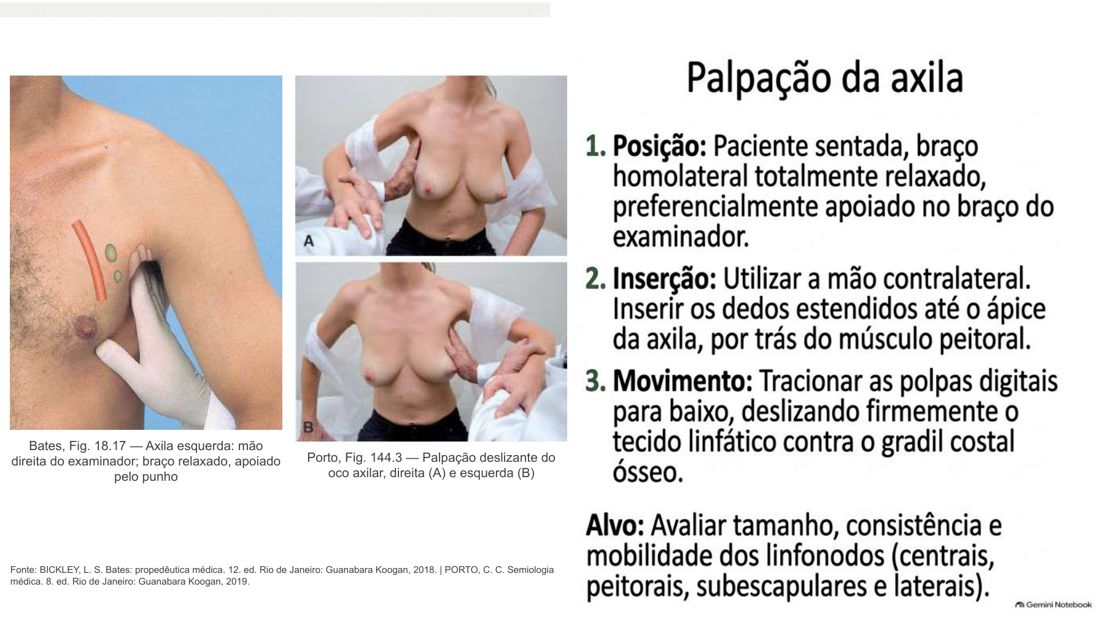 Palpação da axila
1. Posição: Paciente sentada, braço
homolateral totalmente relaxado,
preferencialmente apoiado no braço do
examinador.
2. Inserção: Utilizar a mão contralateral.
Inserir os dedos estendidos até o ápice
da axila, por trás do músculo peitoral.
3. Movimento: Tracionar as polpas digitais
para baixo, deslizando firmemente o
tecido linfático contra o gradil costal
ósseo.
Alvo: Avaliar tamanho, consistência e
mobilidade dos linfonodos (centrais,
peitorais, subescapulares e laterais).
A
B
Bates, Fig. 18.17 — Axila esquerda: mão
direita do examinador; braço relaxado, apoiado
pelo punho
Porto, Fig. 144.3 — Palpação deslizante do
oco axilar, direita (A) e esquerda (B)
Fonte: BICKLEY, L. S. Bates: propedêutica médica. 12. ed. Rio de Janeiro: Guanabara Koogan, 2018. | PORTO, C. C. Semiologia
médica. 8. ed. Rio de Janeiro: Guanabara Koogan, 2019.
Gemini Notebook